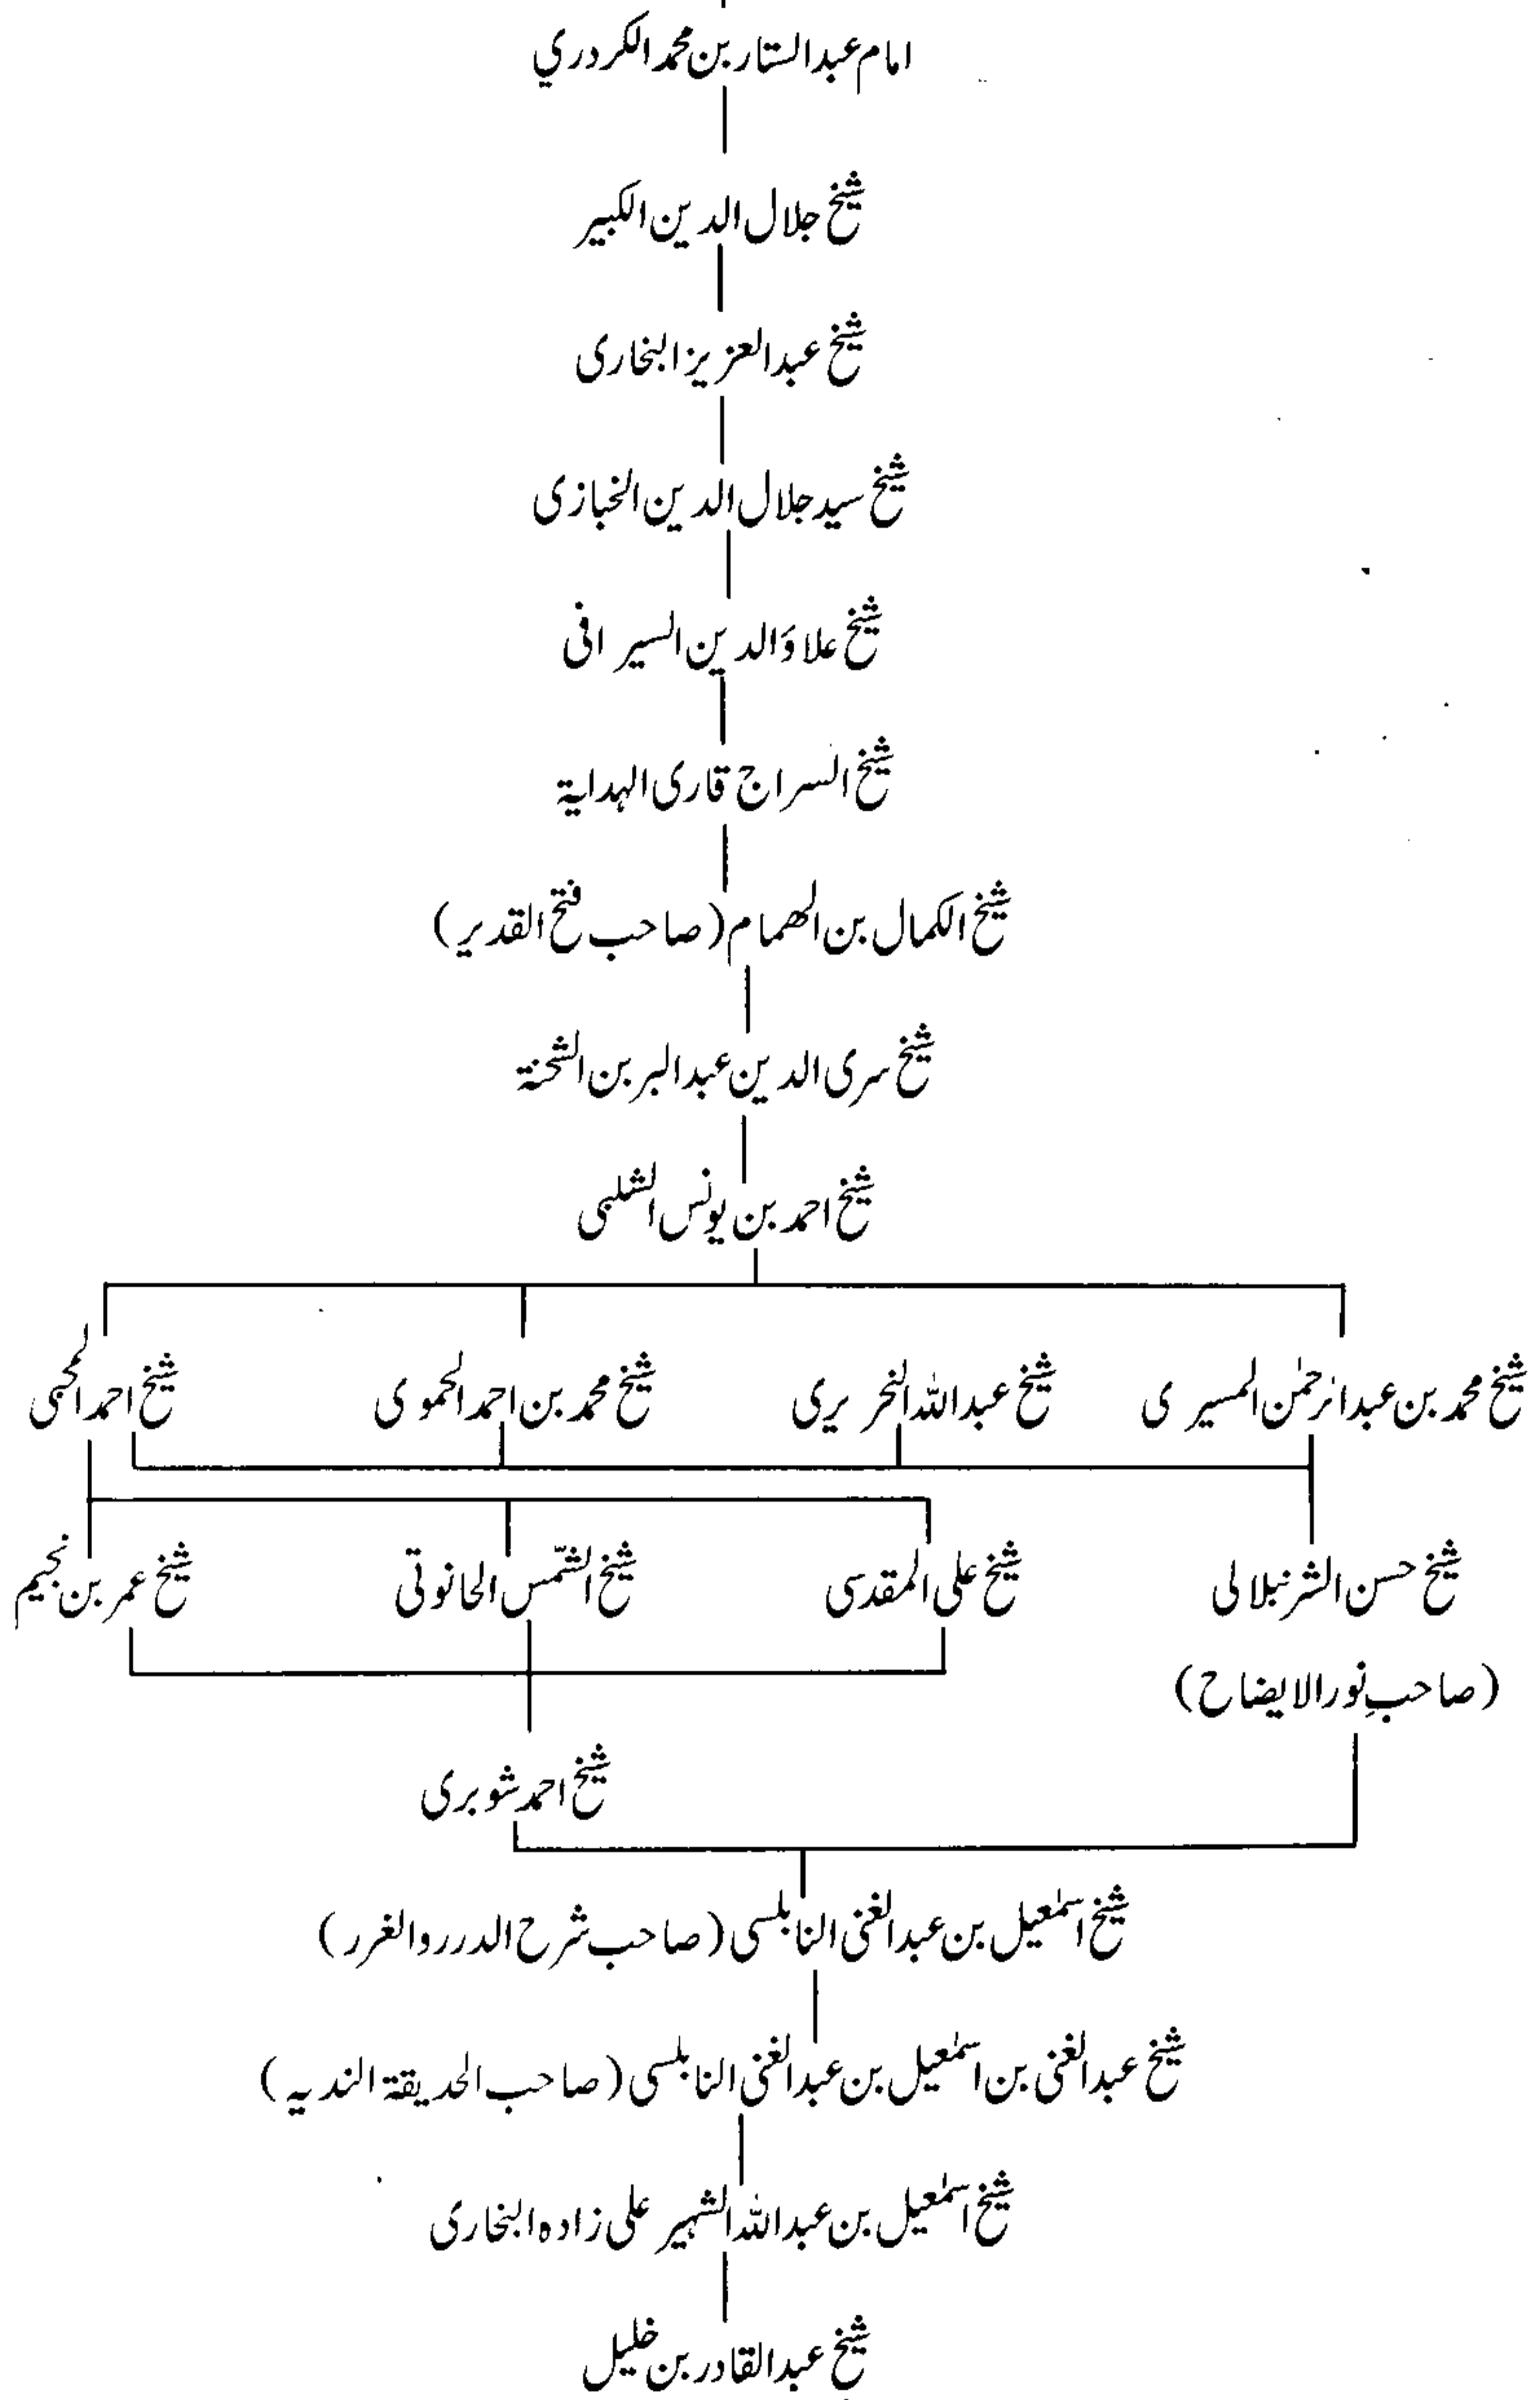 امام عبدالستار بن محمد الکردري
شیخ جلال الدین الکبیر
شیخ عبدالعزیز البخاری
شیخ سید جلال الدین الخبازی
شیخ علاؤالدین السیرافی
شیخ السراج قاری الہدایۃ
شیخ الکمال بن الھمام (صاحب فتح القدیر)
شیخ سری الدین عبدالبر بن الشحنۃ
شیخ احمد بن یونس الشلبی
شیخ محمد بن عبدالرحمٰن المسیری شیخ عبداللہ النحریری شیخ محمد بن احمد الحموی شیخ احمد المحبی
شیخ حسن الشرنبلالی شیخ علی المقدسی شیخ الشمس الحانوتی شیخ عمر بن نجیم
(صاحبِ نور الایضاح)
شیخ احمد شوبری
شیخ اسمٰعیل بن عبدالغنی النابلسی (صاحب شرح الدرر والغرر)
شیخ عبدالغنی بن اسمٰعیل بن عبدالغنی النابلسی (صاحب الحدیقۃ الندیہ)
شیخ اسمٰعیل بن عبداللہ الشہیر علی زادہ البخاری
شیخ عبدالقادر بن خلیل